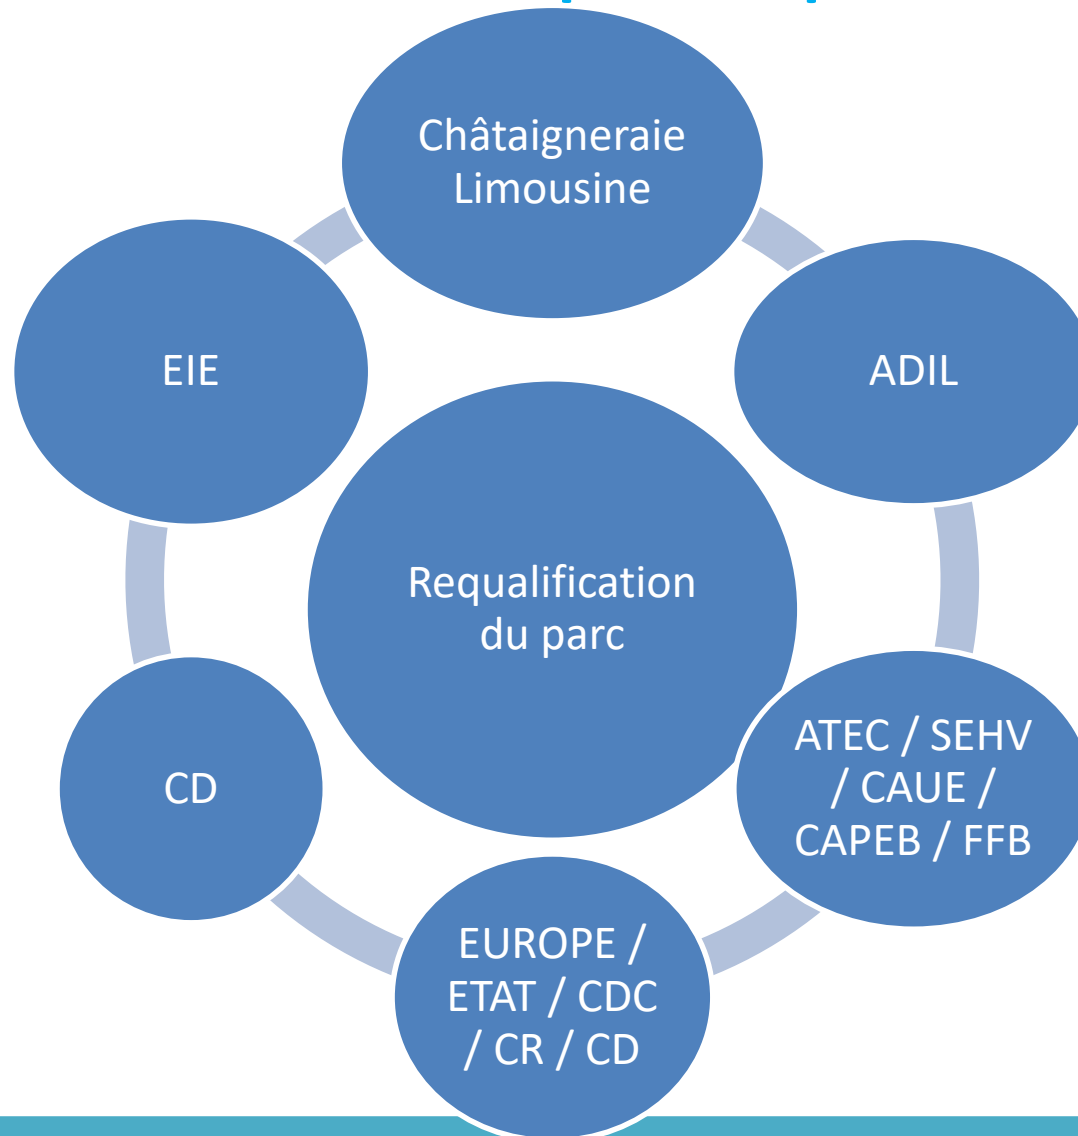 Châtaigneraie
Limousine
EIE
ADIL
Requalification
du parc
CD
ATEC / SEHV
/ CAUE /
CAPEB / FFB
EUROPE /
ETAT / CDC
/ CR / CD